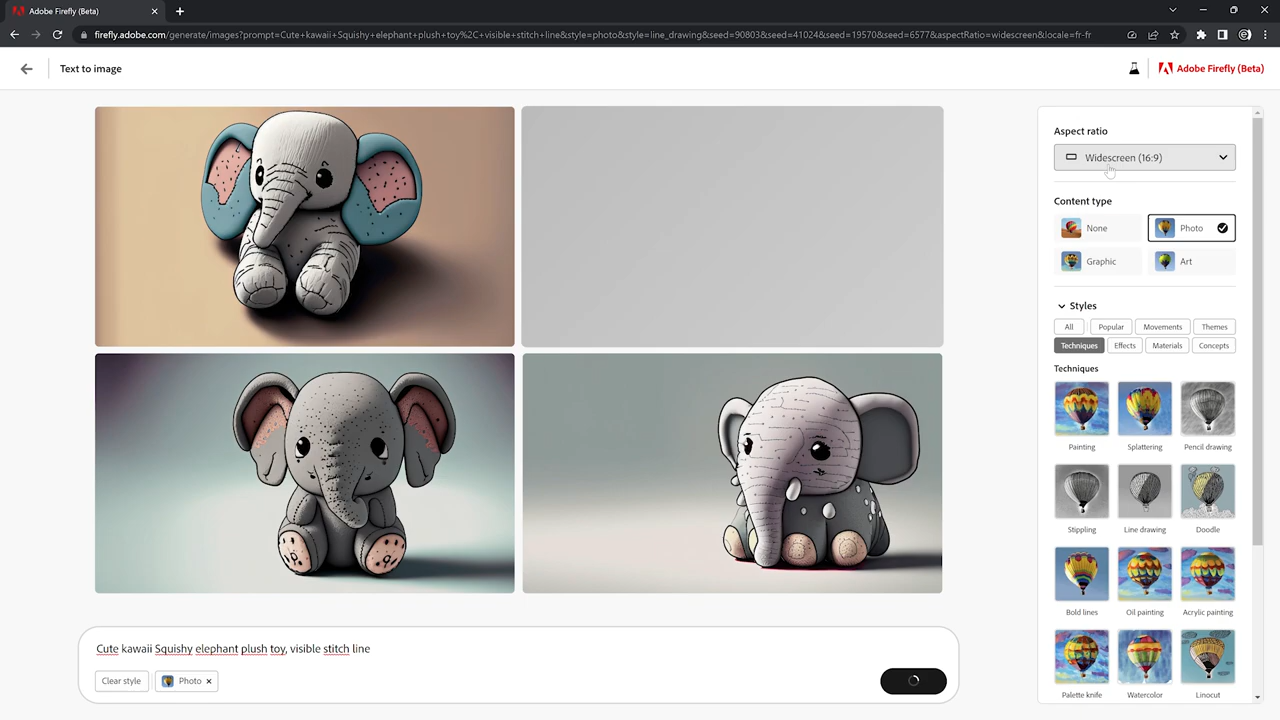 Adobe Firefly (Beta)
firefly.adobe.com/generate/images?prompt=Cute+kawaii+Squishy+elephant+plush+toy%2C+visible+stitch+line&style=photo&style=line_drawing&seed=90803&seed=41024&seed=19570&seed=6577&aspectRatio=widescreen&locale=fr-fr
Text to image
Adobe Firefly (Beta)
Aspect ratio
Widescreen (16:9)
Content type
None
Photo
Graphic
Art
Styles
All
Popular
Movements
Themes
Techniques
Effects
Materials
Concepts
Techniques
Painting
Splattering
Pencil drawing
Stippling
Line drawing
Doodle
Bold lines
Oil painting
Acrylic painting
Palette knife
Watercolor
Linocut
Cute kawaii Squishy elephant plush toy, visible stitch line
Clear style
Photo